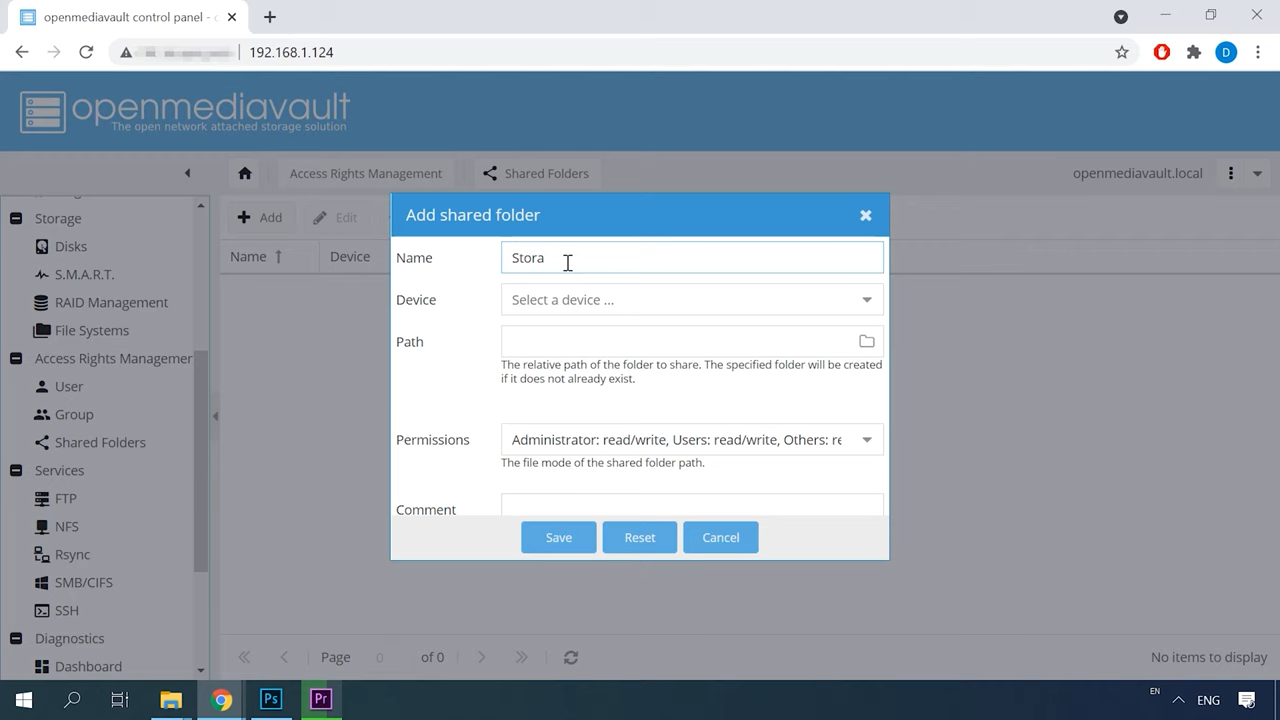 openmediavault control panel -
192.168.1.124
D
openmediavault
The open network attached storage solution
Access Rights Management
Shared Folders
openmediavault.local
Storage
Disks
S.M.A.R.T.
RAID Management
File Systems
Access Rights Managemer
User
Group
Shared Folders
Services
FTP
NFS
Rsync
SMB/CIFS
SSH
Diagnostics
Dashboard
Add
Edit
Name
Device
Add shared folder
Name
Stora
Device
Select a device ...
Path
The relative path of the folder to share. The specified folder will be created
if it does not already exist.
Permissions
Administrator: read/write, Users: read/write, Others: re
The file mode of the shared folder path.
Comment
Save
Reset
Cancel
Page
0
of 0
No items to display
Ps
Pr
EN
ENG